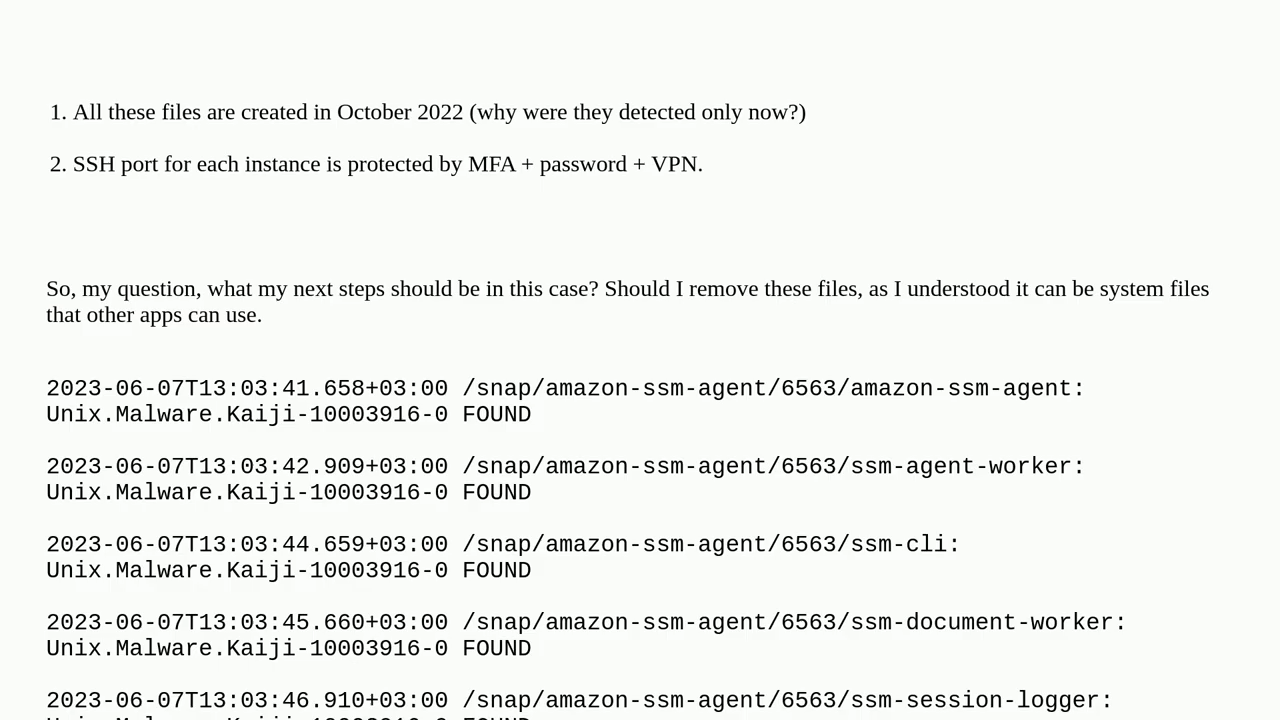 1. All these files are created in October 2022 (why were they detected only now?)
2. SSH port for each instance is protected by MFA + password + VPN.
So, my question, what my next steps should be in this case? Should I remove these files, as I understood it can be system files
that other apps can use.
2023-06-07T13:03:41.658+03:00 /snap/amazon-ssm-agent/6563/amazon-ssm-agent:
Unix.Malware.Kaiji-10003916-0 FOUND
2023-06-07T13:03:42.909+03:00 /snap/amazon-ssm-agent/6563/ssm-agent-worker:
Unix.Malware.Kaiji-10003916-0 FOUND
2023-06-07T13:03:44.659+03:00 /snap/amazon-ssm-agent/6563/ssm-cli:
Unix.Malware.Kaiji-10003916-0 FOUND
2023-06-07T13:03:45.660+03:00 /snap/amazon-ssm-agent/6563/ssm-document-worker:
Unix.Malware.Kaiji-10003916-0 FOUND
2023-06-07T13:03:46.910+03:00 /snap/amazon-ssm-agent/6563/ssm-session-logger: